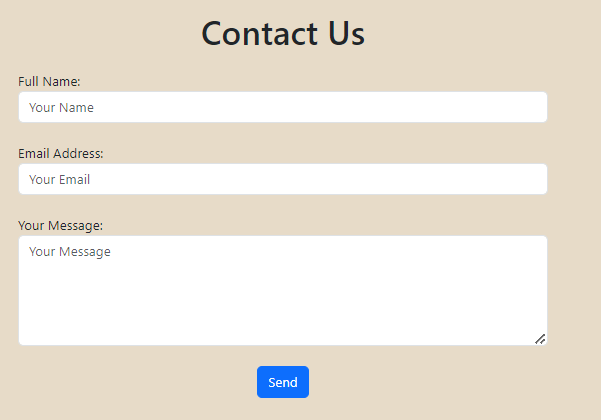 Contact Us
Full Name:
Your Name
Email Address:
Your Email
Your Message:
Your Message
Send